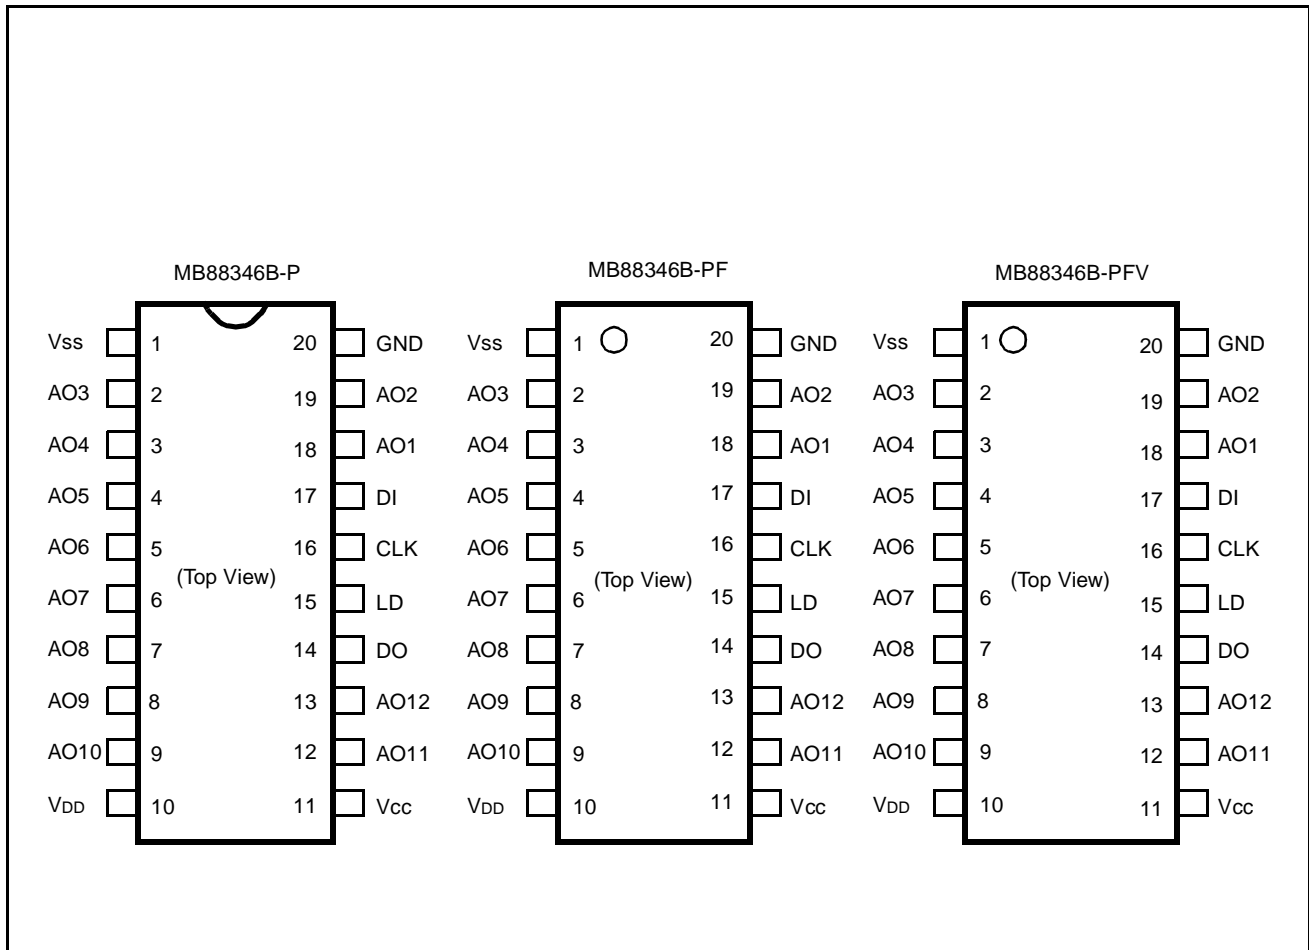 MB88346B-P
Vss 1 20 GND
AO3 2 19 AO2
AO4 3 18 AO1
AO5 4 17 DI
AO6 5 16 CLK
(Top View)
AO7 6 15 LD
AO8 7 14 DO
AO9 8 13 AO12
AO10 9 12 AO11
VDD 10 11 Vcc
MB88346B-PF
Vss 1 20 GND
AO3 2 19 AO2
AO4 3 18 AO1
AO5 4 17 DI
AO6 5 16 CLK
(Top View)
AO7 6 15 LD
AO8 7 14 DO
AO9 8 13 AO12
AO10 9 12 AO11
VDD 10 11 Vcc
MB88346B-PFV
Vss 1 20 GND
AO3 2 19 AO2
AO4 3 18 AO1
AO5 4 17 DI
AO6 5 16 CLK
(Top View)
AO7 6 15 LD
AO8 7 14 DO
AO9 8 13 AO12
AO10 9 12 AO11
VDD 10 11 Vcc